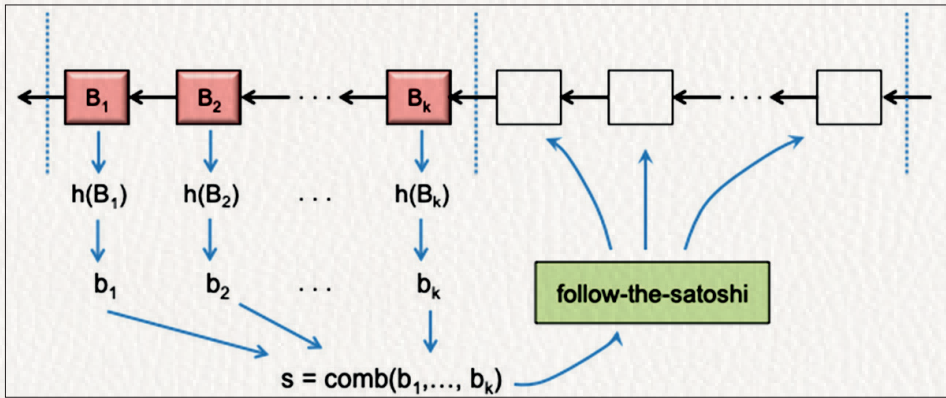 B₁ B₂ · · · Bₖ · · ·
h(B₁) h(B₂) . . . h(Bₖ)
b₁ b₂ . . . bₖ
follow-the-satoshi
s = comb(b₁,…, bₖ)